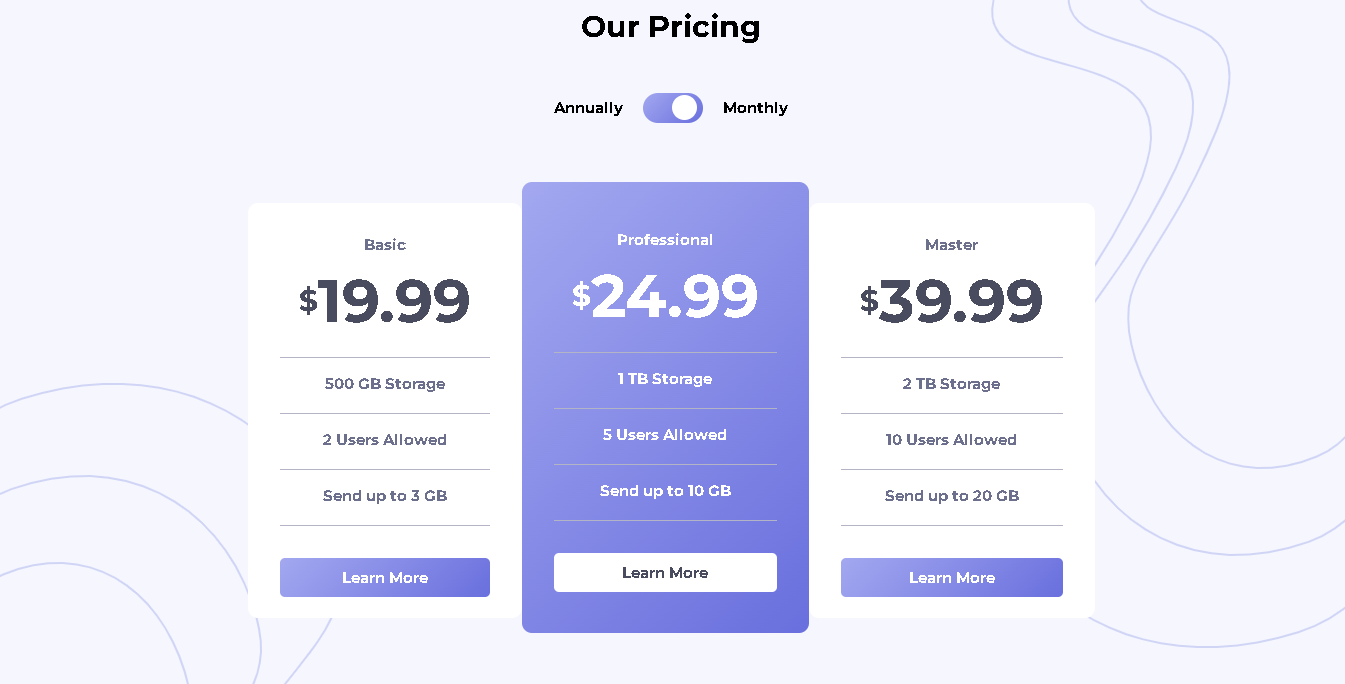 Our Pricing
Annually
Monthly
Basic
$19.99
500 GB Storage
2 Users Allowed
Send up to 3 GB
Learn More
Professional
$24.99
1 TB Storage
5 Users Allowed
Send up to 10 GB
Learn More
Master
$39.99
2 TB Storage
10 Users Allowed
Send up to 20 GB
Learn More